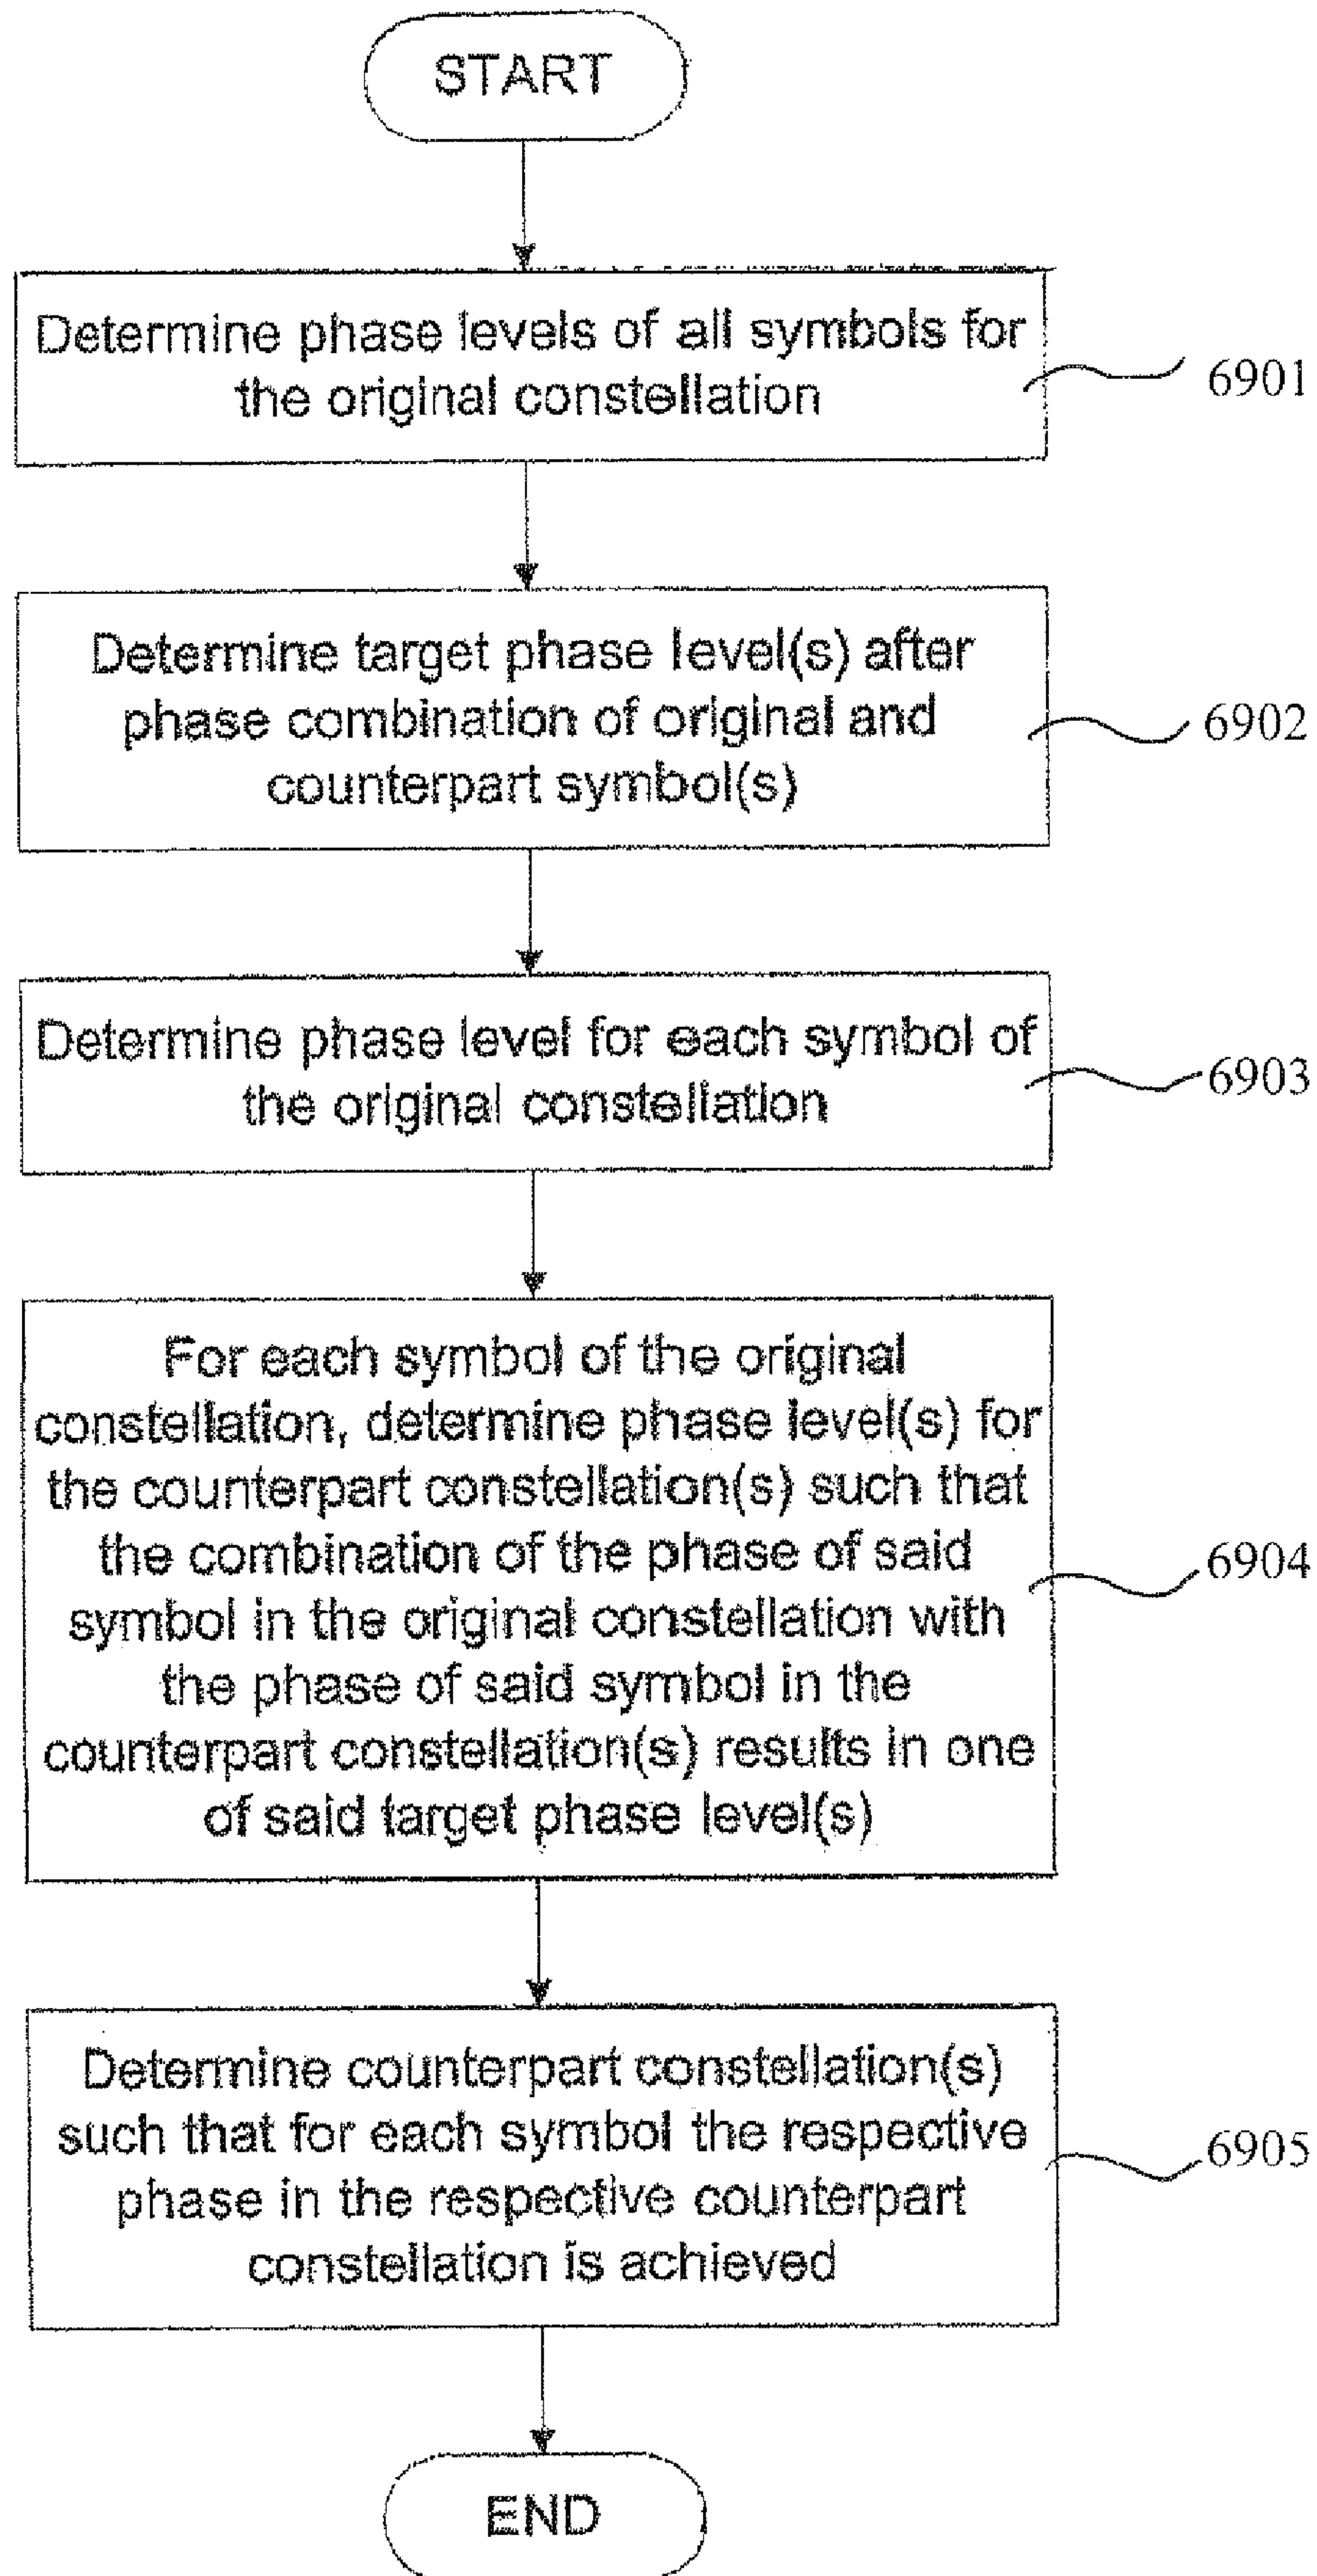 START
Determine phase levels of all symbols for
the original constellation
6901
Determine target phase level(s) after
phase combination of original and
counterpart symbol(s)
6902
Determine phase level for each symbol of
the original constellation
6903
For each symbol of the original
constellation, determine phase level(s) for
the counterpart constellation(s) such that
the combination of the phase of said
symbol in the original constellation with
the phase of said symbol in the
counterpart constellation(s) results in one
of said target phase level(s)
6904
Determine counterpart constellation(s)
such that for each symbol the respective
phase in the respective counterpart
constellation is achieved
6905
END